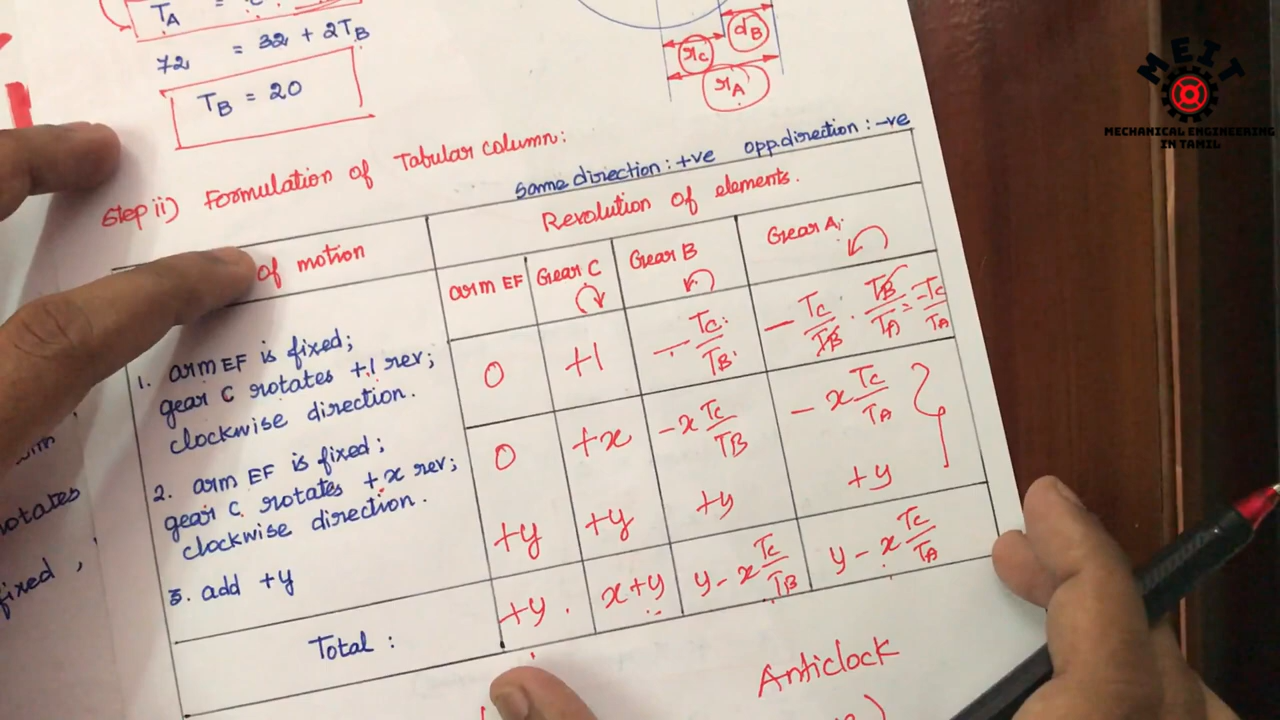 TA =
72 = 32 + 2TB
TB = 20
rc
dB
rA
MEIT
MECHANICAL ENGINEERING
IN TAMIL
Step ii) Formulation of Tabular column:
same direction: +ve opp.direction: -ve
of motion
Revolution of elements.
arm EF
Gear C
Gear B
Gear A
1. arm EF is fixed;
gear C rotates +1 rev;
clockwise direction.
0 +1 -TC/TB -TC/TB . TB/TA = -TC/TA
2. arm EF is fixed;
gear C rotates +x rev;
clockwise direction.
0 +x -x TC/TB -x TC/TA
3. add +y
+y +y +y +y
Total :
+y. x+y y-x TC/TB y-x TC/TA
Anticlock
fixed,